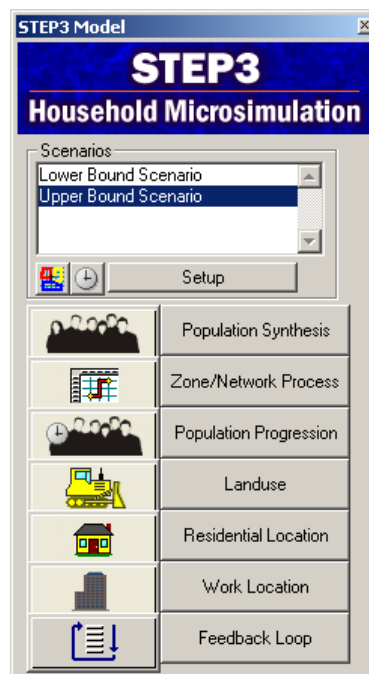 STEP3 Model
STEP3
Household Microsimulation
Scenarios
Lower Bound Scenario
Upper Bound Scenario
Setup
Population Synthesis
Zone/Network Process
Population Progression
Landuse
Residential Location
Work Location
Feedback Loop